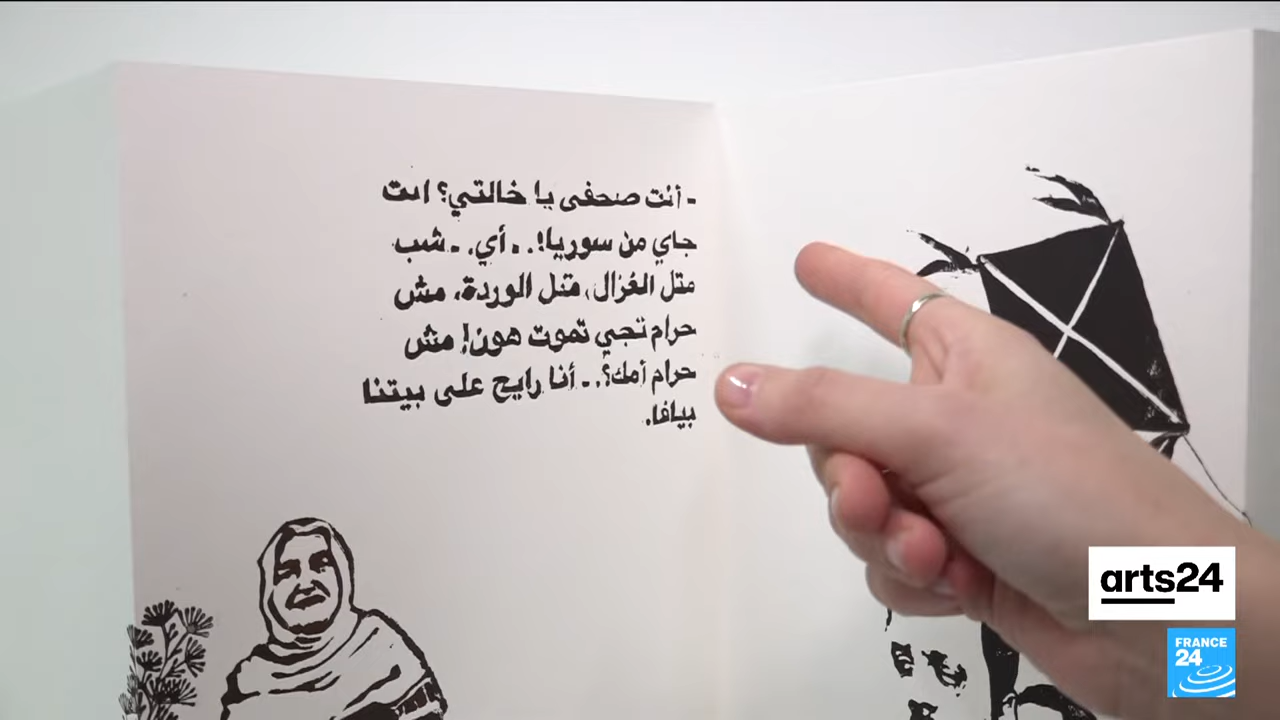 - أنت صحفي يا خالتي؟ انت
جاي من سوريا!.. أي. - شب
متل الغزال، متل الوردة، مش
حرام تجي تموت هون! مش
حرام أمك؟.. - أنا رايح على بيتنا
بيافا.
arts24
FRANCE
24